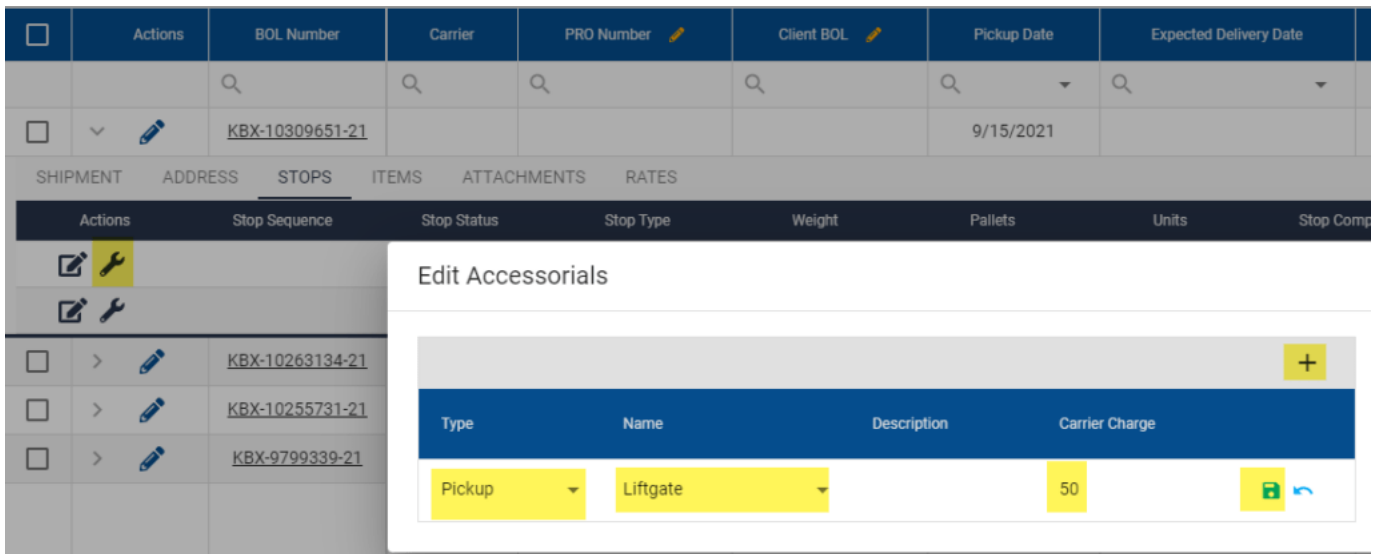 Actions BOL Number Carrier PRO Number Client BOL Pickup Date Expected Delivery Date
KBX-10309651-21 9/15/2021
SHIPMENT ADDRESS STOPS ITEMS ATTACHMENTS RATES
Actions Stop Sequence Stop Status Stop Type Weight Pallets Units Stop Comp
Edit Accessorials
KBX-10263134-21
KBX-10255731-21
Type Name Description Carrier Charge
KBX-9799339-21
Pickup Liftgate 50